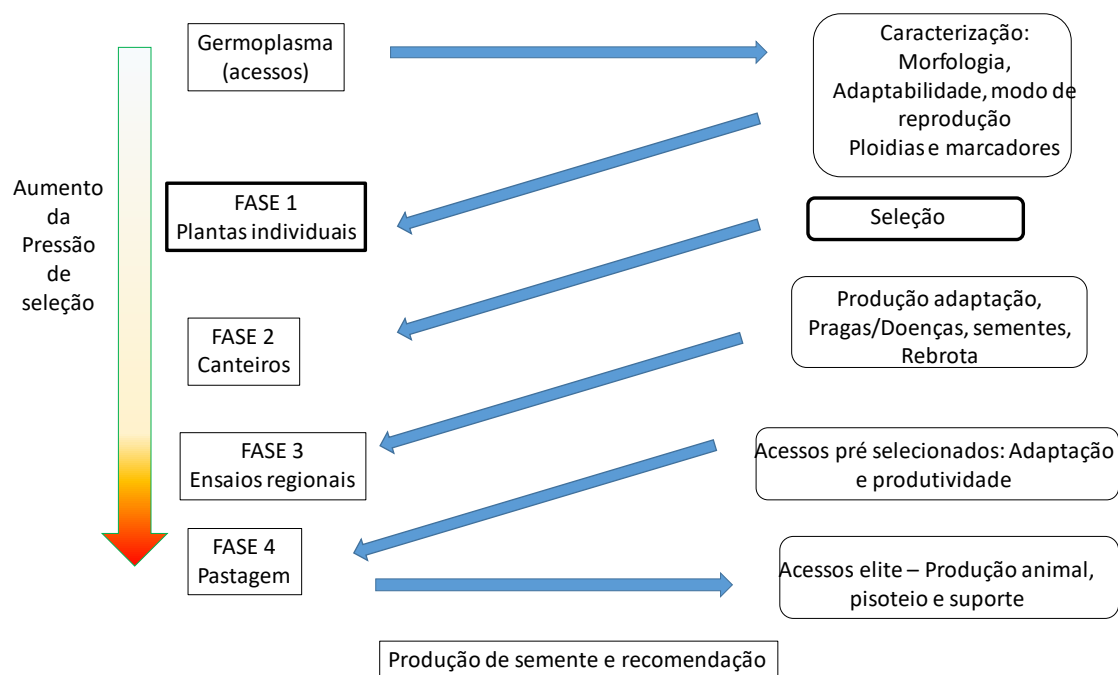 Germoplasma
(acessos)
Caracterização:
Morfologia,
Adaptabilidade, modo de
reprodução
Ploidias e marcadores
Aumento
da
Pressão
de
seleção
FASE 1
Plantas individuais
Seleção
FASE 2
Canteiros
Produção adaptação,
Pragas/Doenças, sementes,
Rebrota
FASE 3
Ensaios regionais
Acessos pré selecionados: Adaptação
e produtividade
FASE 4
Pastagem
Acessos elite – Produção animal,
pisoteio e suporte
Produção de semente e recomendação